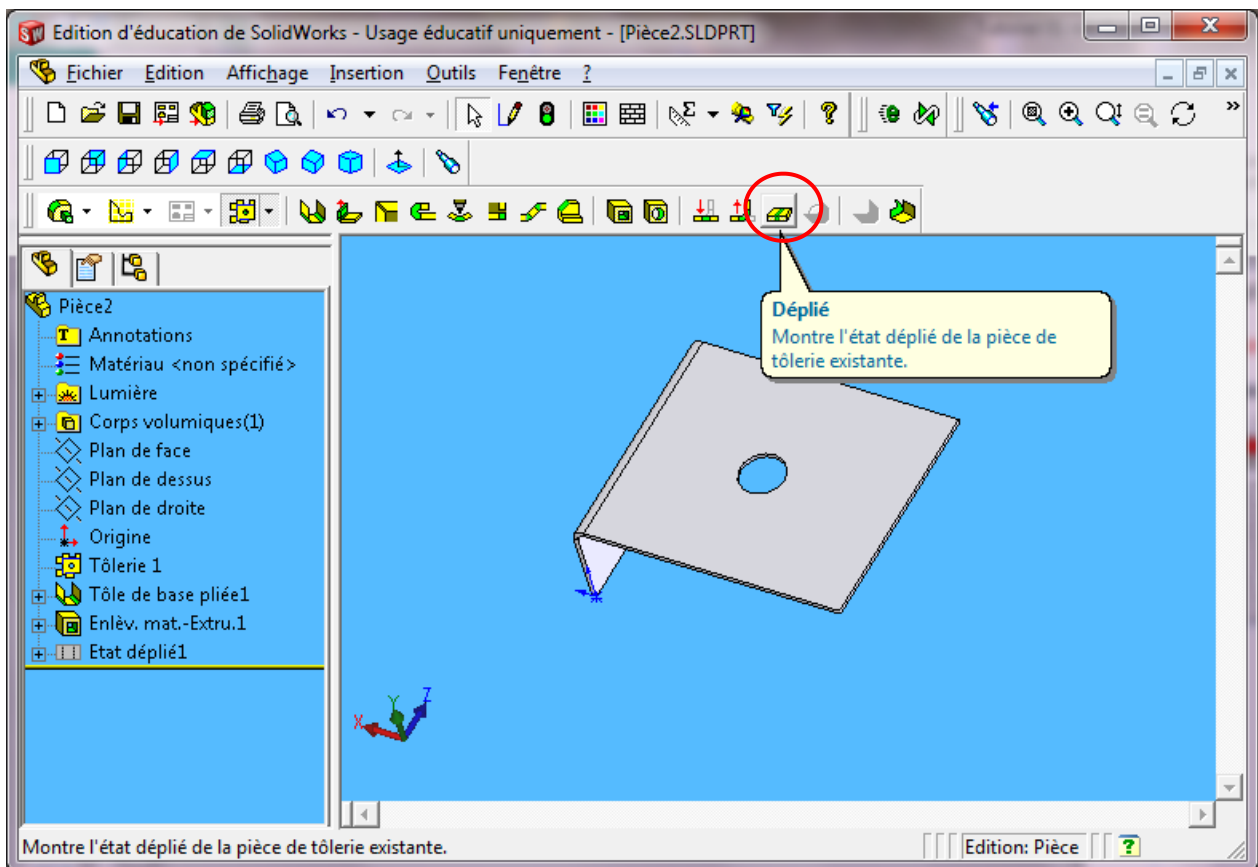 Edition d'éducation de SolidWorks - Usage éducatif uniquement - [Pièce2.SLDPRT]
Fichier Edition Affichage Insertion Outils Fenêtre ?
Pièce2
Annotations
Matériau <non spécifié>
Lumière
Corps volumiques(1)
Plan de face
Plan de dessus
Plan de droite
Origine
Tôlerie 1
Tôle de base pliée1
Enlèv. mat.-Extru.1
Etat déplié1
Déplié
Montre l'état déplié de la pièce de
tôlerie existante.
X Y Z
Montre l'état déplié de la pièce de tôlerie existante.
Edition: Pièce